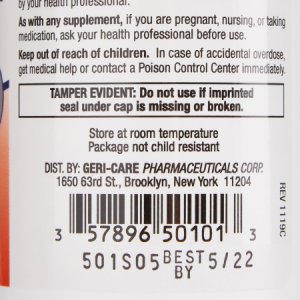 by your health professional.
As with any supplement, if you are pregnant, nursing, or taking
medication, ask your health professional before use.
Keep out of reach of children. In case of accidental overdose,
get medical help or contact a Poison Control Center immediately.
TAMPER EVIDENT: Do not use if imprinted
seal under cap is missing or broken.
Store at room temperature
Package not child resistant
DIST. BY: GERI-CARE PHARMACEUTICALS CORP.
1650 63rd St., Brooklyn, New York 11204
REV 1119C
3 57896 50101 3
501S05 BEST BY 5/22